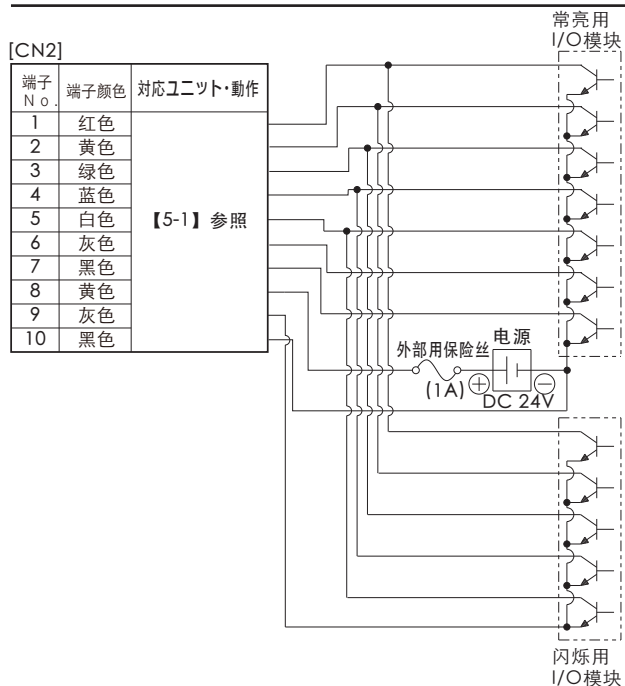 常亮用
I/O模块
[CN2]
端子 No. 端子颜色 対応ユニット・動作
1 红色
2 黄色
3 绿色
4 蓝色
5 白色
6 灰色
7 黑色
8 黄色
9 灰色
10 黑色
【5-1】参照
外部用保险丝
(1A)
电源
+ −
DC 24V
闪烁用
I/O模块